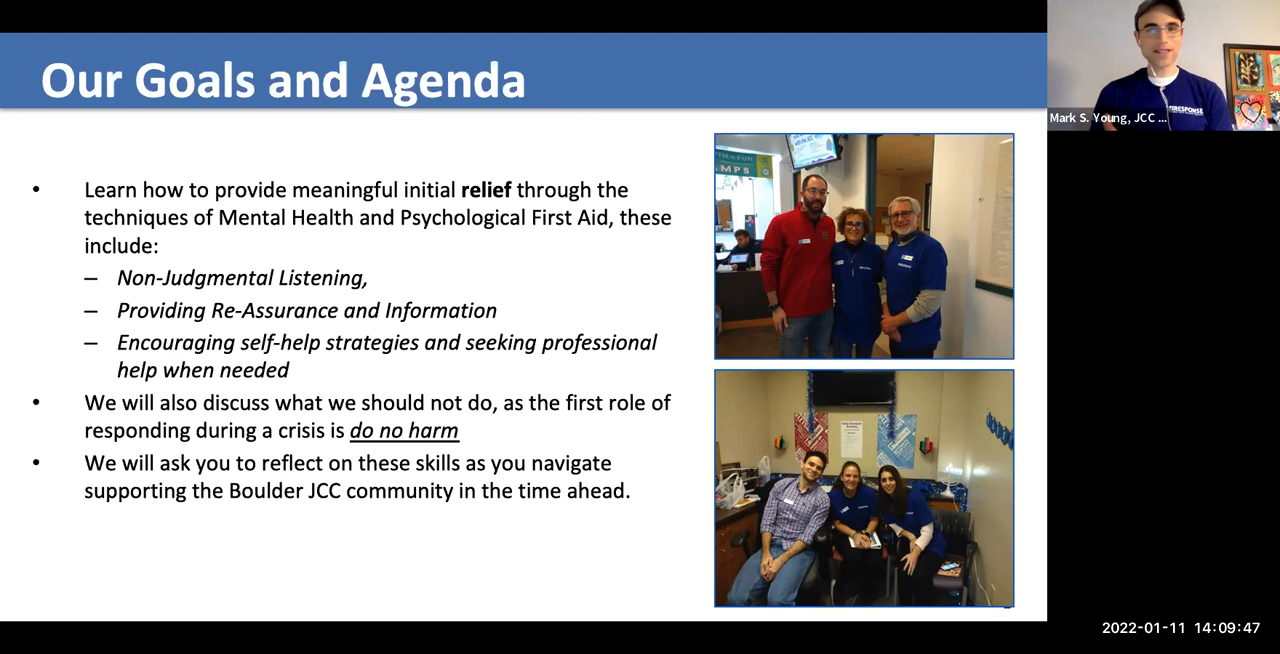 Our Goals and Agenda
• Learn how to provide meaningful initial relief through the
techniques of Mental Health and Psychological First Aid, these
include:
– Non-Judgmental Listening,
– Providing Re-Assurance and Information
– Encouraging self-help strategies and seeking professional
help when needed
• We will also discuss what we should not do, as the first role of
responding during a crisis is do no harm
• We will ask you to reflect on these skills as you navigate
supporting the Boulder JCC community in the time ahead.
Mark S. Young, JCC ...
2022-01-11 14:09:47